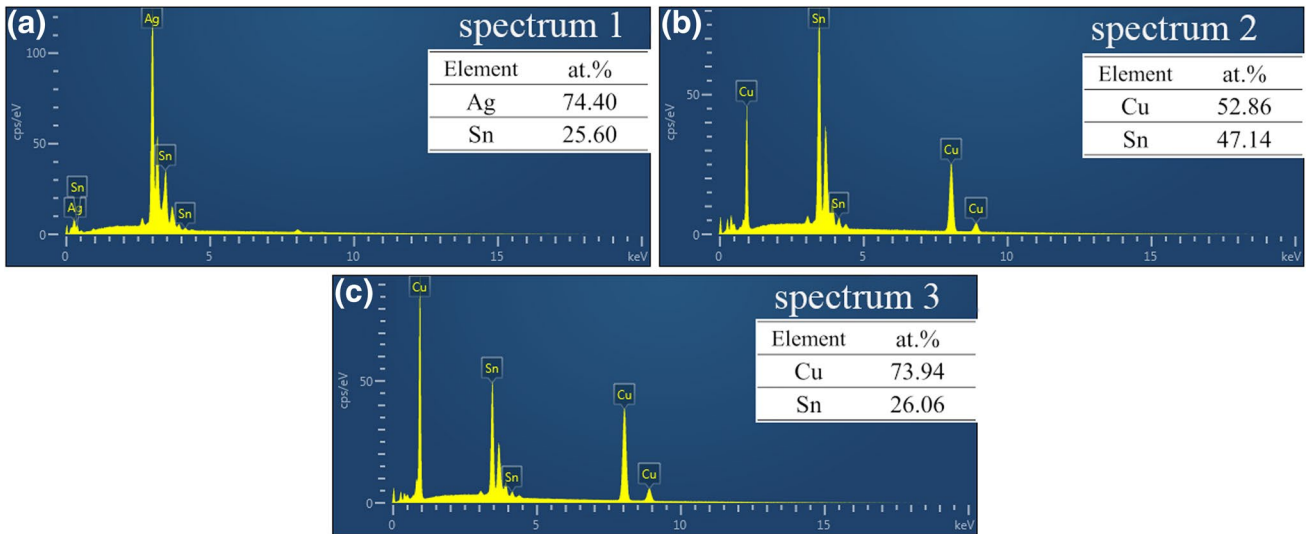 (a)
spectrum 1
Element at.%
Ag 74.40
Sn 25.60
cps/eV
100
50
0
Ag
Sn
Sn
Sn
Ag
0 5 10 15 keV
(b)
spectrum 2
Element at.%
Cu 52.86
Sn 47.14
cps/eV
50
0
Sn
Cu
Cu
Sn
Cu
0 5 10 15 keV
(c)
spectrum 3
Element at.%
Cu 73.94
Sn 26.06
cps/eV
50
0
Cu
Sn
Cu
Sn
Cu
0 5 10 15 keV